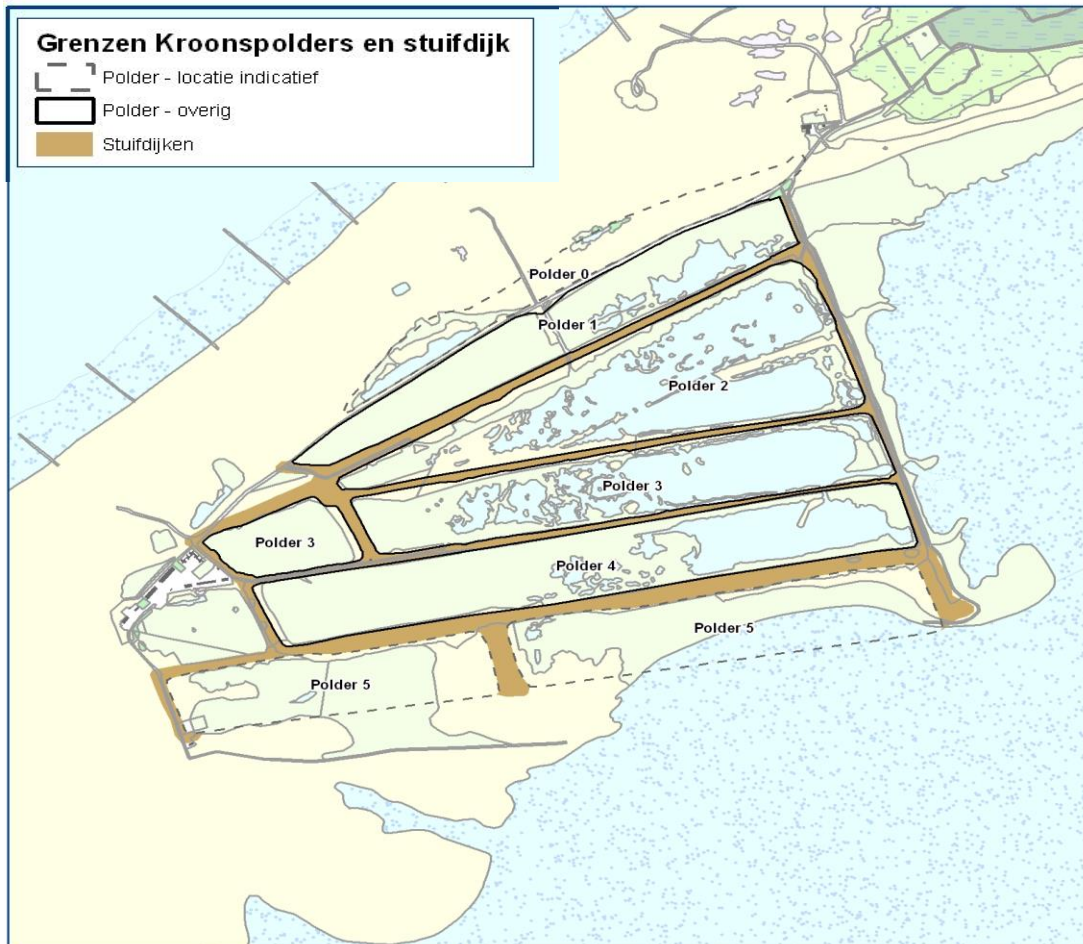 Grenzen Kroonspolders en stuifdijk
Polder - locatie indicatief
Polder - overig
Stuifdijken
Polder 0
Polder 1
Polder 2
Polder 3
Polder 3
Polder 4
Polder 5
Polder 5